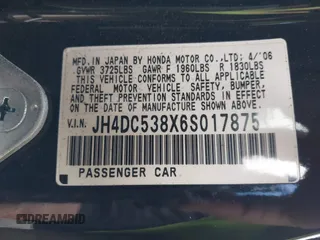 MFD. IN JAPAN BY HONDA MOTOR CO.,LTD. 4/'06
GVWR 3725LBS GAWR F 1960LBS R 1830LBS
THIS VEHICLE CONFORMS TO ALL APPLICABLE
FEDERAL MOTOR VEHICLE SAFETY,
BUMPER, AND THEFT PREVENTION
STANDARDS IN EFFECT ON THE
DATE OF MANUFACTURE SHOWN ABOVE.
V.I.N. JH4DC538X6S017875
PASSENGER CAR
DREAMBID